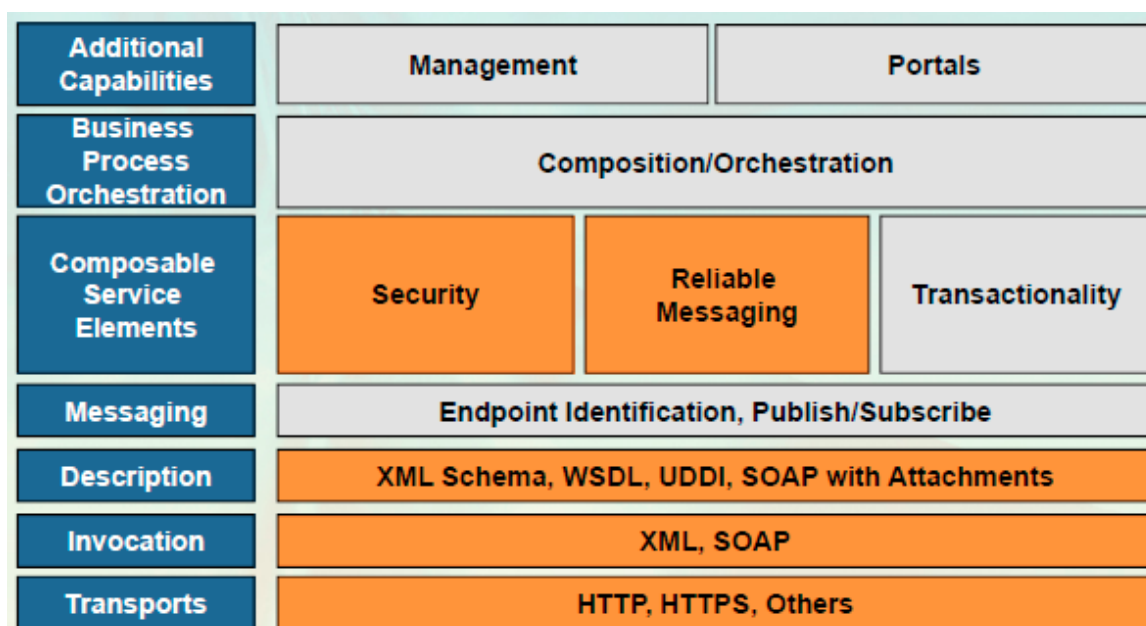 Additional
Capabilities
Management
Portals
Business
Process
Orchestration
Composition/Orchestration
Composable
Service
Elements
Security
Reliable
Messaging
Transactionality
Messaging
Endpoint Identification, Publish/Subscribe
Description
XML Schema, WSDL, UDDI, SOAP with Attachments
Invocation
XML, SOAP
Transports
HTTP, HTTPS, Others